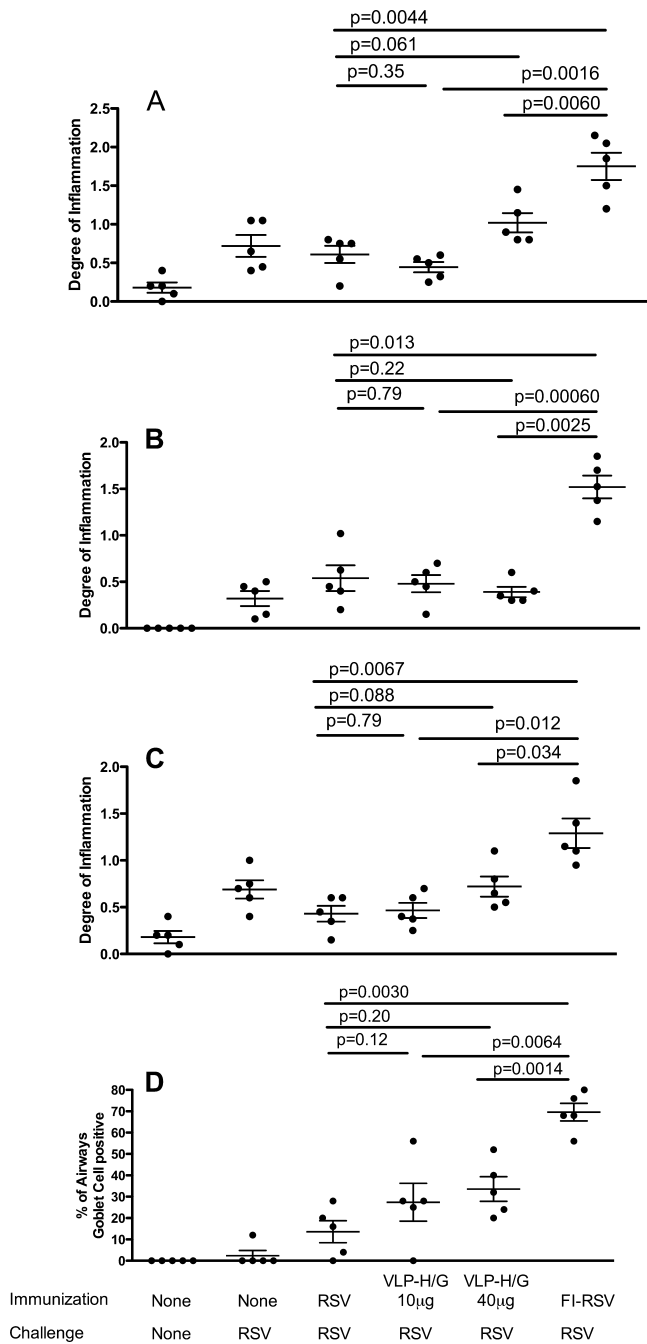 p=0.0044
p=0.061
p=0.35 p=0.0016
p=0.0060
A
Degree of Inflammation
2.5
2.0
1.5
1.0
0.5
0.0
p=0.013
p=0.22
p=0.79 p=0.00060
p=0.0025
B
Degree of Inflammation
2.0
1.5
1.0
0.5
0.0
p=0.0067
p=0.088
p=0.79 p=0.012
p=0.034
C
Degree of Inflammation
2.0
1.5
1.0
0.5
0.0
p=0.0030
p=0.20
p=0.12 p=0.0064
p=0.0014
D
% of Airways
Goblet Cell positive
80
70
60
50
40
30
20
10
0
VLP-H/G VLP-H/G
Immunization None None RSV 10μg 40μg FI-RSV
Challenge None RSV RSV RSV RSV RSV